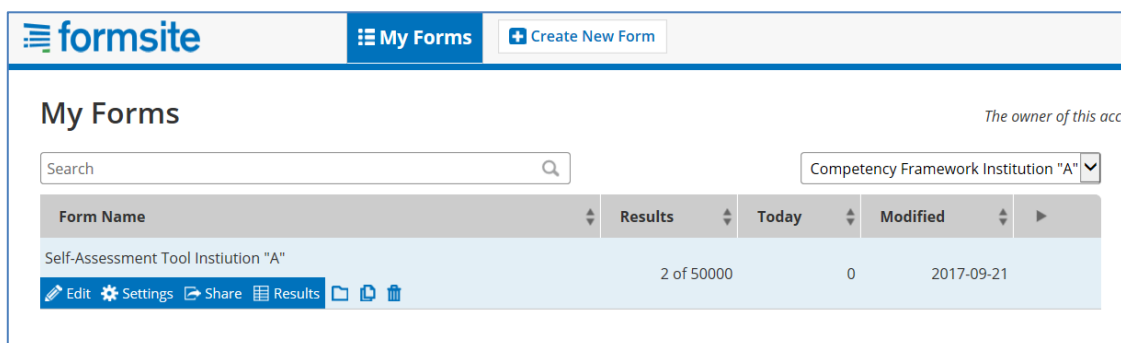 formsite My Forms Create New Form
My Forms
The owner of this acc
Search Competency Framework Institution "A"
Form Name Results Today Modified
Self-Assessment Tool Instiution "A"
2 of 50000 0 2017-09-21
Edit Settings Share Results